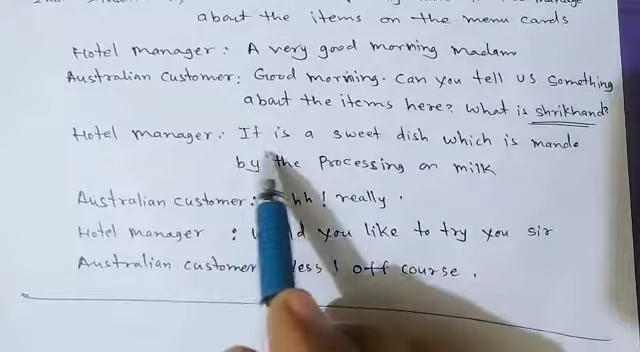 about the items on the menu cards
Hotel manager: A very good morning Madam
Australian Customer: Good morning. Can you tell us something
about the items here? What is shrikhand?
Hotel manager: It is a sweet dish which is mande
by the processing on milk
Australian customer: hh! really.
Hotel manager: you like to try you sir
Australian customer off course.